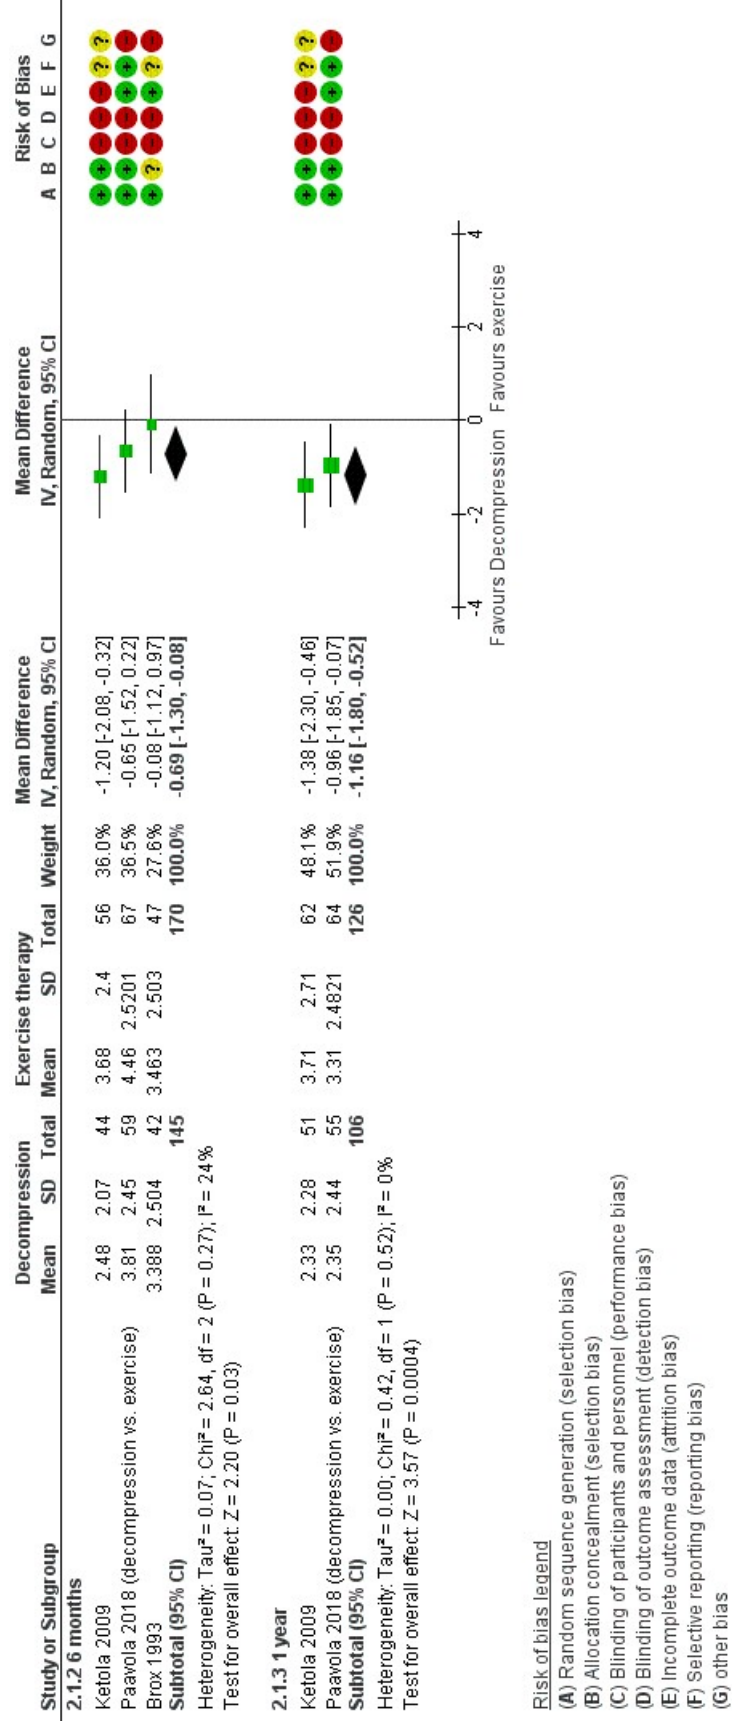 Decompression Exercise therapy Mean Difference Mean Difference Risk of Bias
Study or Subgroup Mean SD Total Mean SD Total Weight IV, Random, 95% CI IV, Random, 95% CI A B C D E F G
2.1.2 6 months
Ketola 2009 2.48 2.07 44 3.68 2.4 56 36.0% -1.20 [-2.08, -0.32] + + - - - ? ?
Paavola 2018 (decompression vs. exercise) 3.81 2.45 59 4.46 2.5201 67 36.5% -0.65 [-1.52, 0.22] + + - - + + -
Brox 1993 3.388 2.504 42 3.463 2.503 47 27.6% -0.08 [-1.12, 0.97] + ? - - + ? -
Subtotal (95% CI) 145 170 100.0% -0.69 [-1.30, -0.08]
Heterogeneity: Tau² = 0.07; Chi² = 2.64, df = 2 (P = 0.27); I² = 24%
Test for overall effect: Z = 2.20 (P = 0.03)
2.1.3 1 year
Ketola 2009 2.33 2.28 51 3.71 2.71 62 48.1% -1.38 [-2.30, -0.46] + + - - - ? ?
Paavola 2018 (decompression vs. exercise) 2.35 2.44 55 3.31 2.4821 64 51.9% -0.96 [-1.85, -0.07] + + - - + + -
Subtotal (95% CI) 106 126 100.0% -1.16 [-1.80, -0.52]
Heterogeneity: Tau² = 0.00; Chi² = 0.42, df = 1 (P = 0.52); I² = 0%
Test for overall effect: Z = 3.57 (P = 0.0004)
-4 -2 0 2 4
Favours Decompression Favours exercise
Risk of bias legend
(A) Random sequence generation (selection bias)
(B) Allocation concealment (selection bias)
(C) Blinding of participants and personnel (performance bias)
(D) Blinding of outcome assessment (detection bias)
(E) Incomplete outcome data (attrition bias)
(F) Selective reporting (reporting bias)
(G) other bias